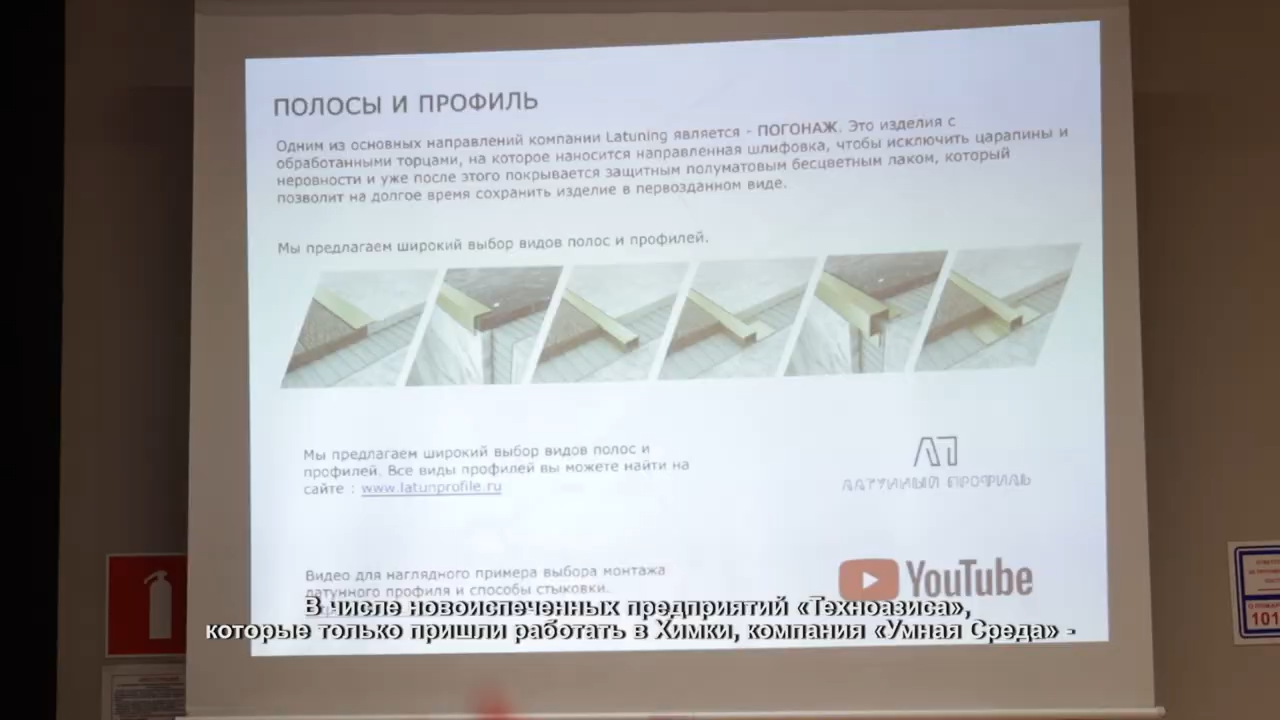 ПОЛОСЫ И ПРОФИЛЬ
Одним из основных направлений компании Latuning является - ПОГОНАЖ. Это изделия с
обработанными торцами, на которое наносится направленная шлифовка, чтобы исключить царапины и
неровности и уже после этого покрывается защитным полуматовым бесцветным лаком, который
позволит на долгое время сохранить изделие в первозданном виде.
Мы предлагаем широкий выбор видов полос и профилей.
Мы предлагаем широкий выбор видов полос и
профилей. Все виды профилей вы можете найти на
сайте : www.latunprofile.ru
ЛАТУННЫЙ ПРОФИЛЬ
Видео для наглядного примера выбора монтажа
латунного профиля и способы стыковки.
YouTube
В числе новоиспеченных предприятий «Техноазиса»,
которые только пришли работать в Химки, компания «Умная Среда» -
101